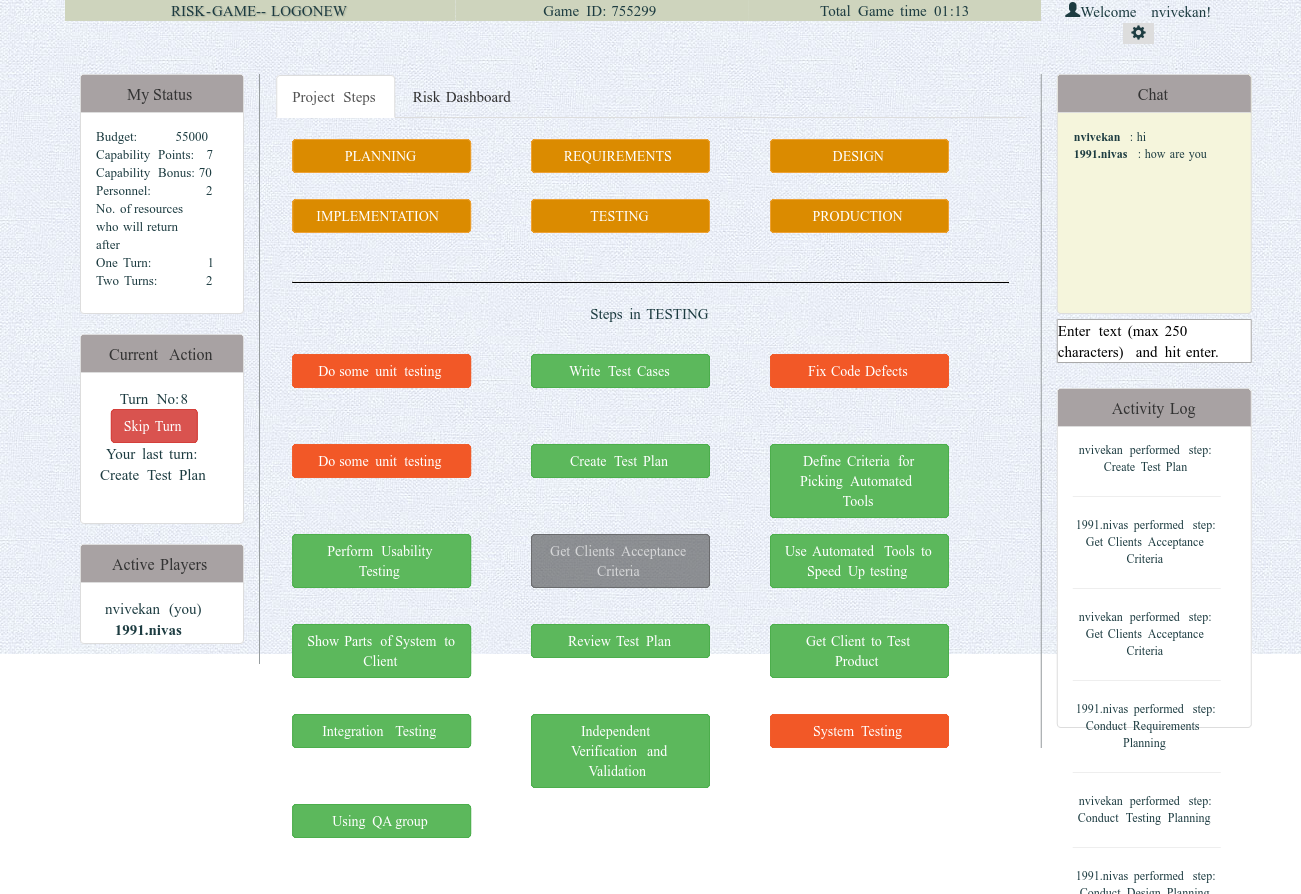 RISK-GAME-- LOGONEW Game ID: 755299 Total Game time 01:13 Welcome nvivekan!
My Status
Budget: 55000
Capability Points: 7
Capability Bonus: 70
Personnel: 2
No. of resources
who will return
after
One Turn: 1
Two Turns: 2
Current Action
Turn No:8
Skip Turn
Your last turn:
Create Test Plan
Active Players
nvivekan (you)
1991.nivas
Project Steps Risk Dashboard
PLANNING REQUIREMENTS DESIGN
IMPLEMENTATION TESTING PRODUCTION
Steps in TESTING
Do some unit testing Write Test Cases Fix Code Defects
Do some unit testing Create Test Plan Define Criteria for
Picking Automated
Tools
Perform Usability Get Clients Acceptance Use Automated Tools to
Testing Criteria Speed Up testing
Show Parts of System to Review Test Plan Get Client to Test
Client Product
Integration Testing Independent System Testing
Verification and
Validation
Using QA group
Chat
nvivekan : hi
1991.nivas : how are you
Enter text (max 250
characters) and hit enter.
Activity Log
nvivekan performed step:
Create Test Plan
1991.nivas performed step:
Get Clients Acceptance
Criteria
nvivekan performed step:
Get Clients Acceptance
Criteria
1991.nivas performed step:
Conduct Requirements
Planning
nvivekan performed step:
Conduct Testing Planning
1991.nivas performed step:
Conduct Design Planning